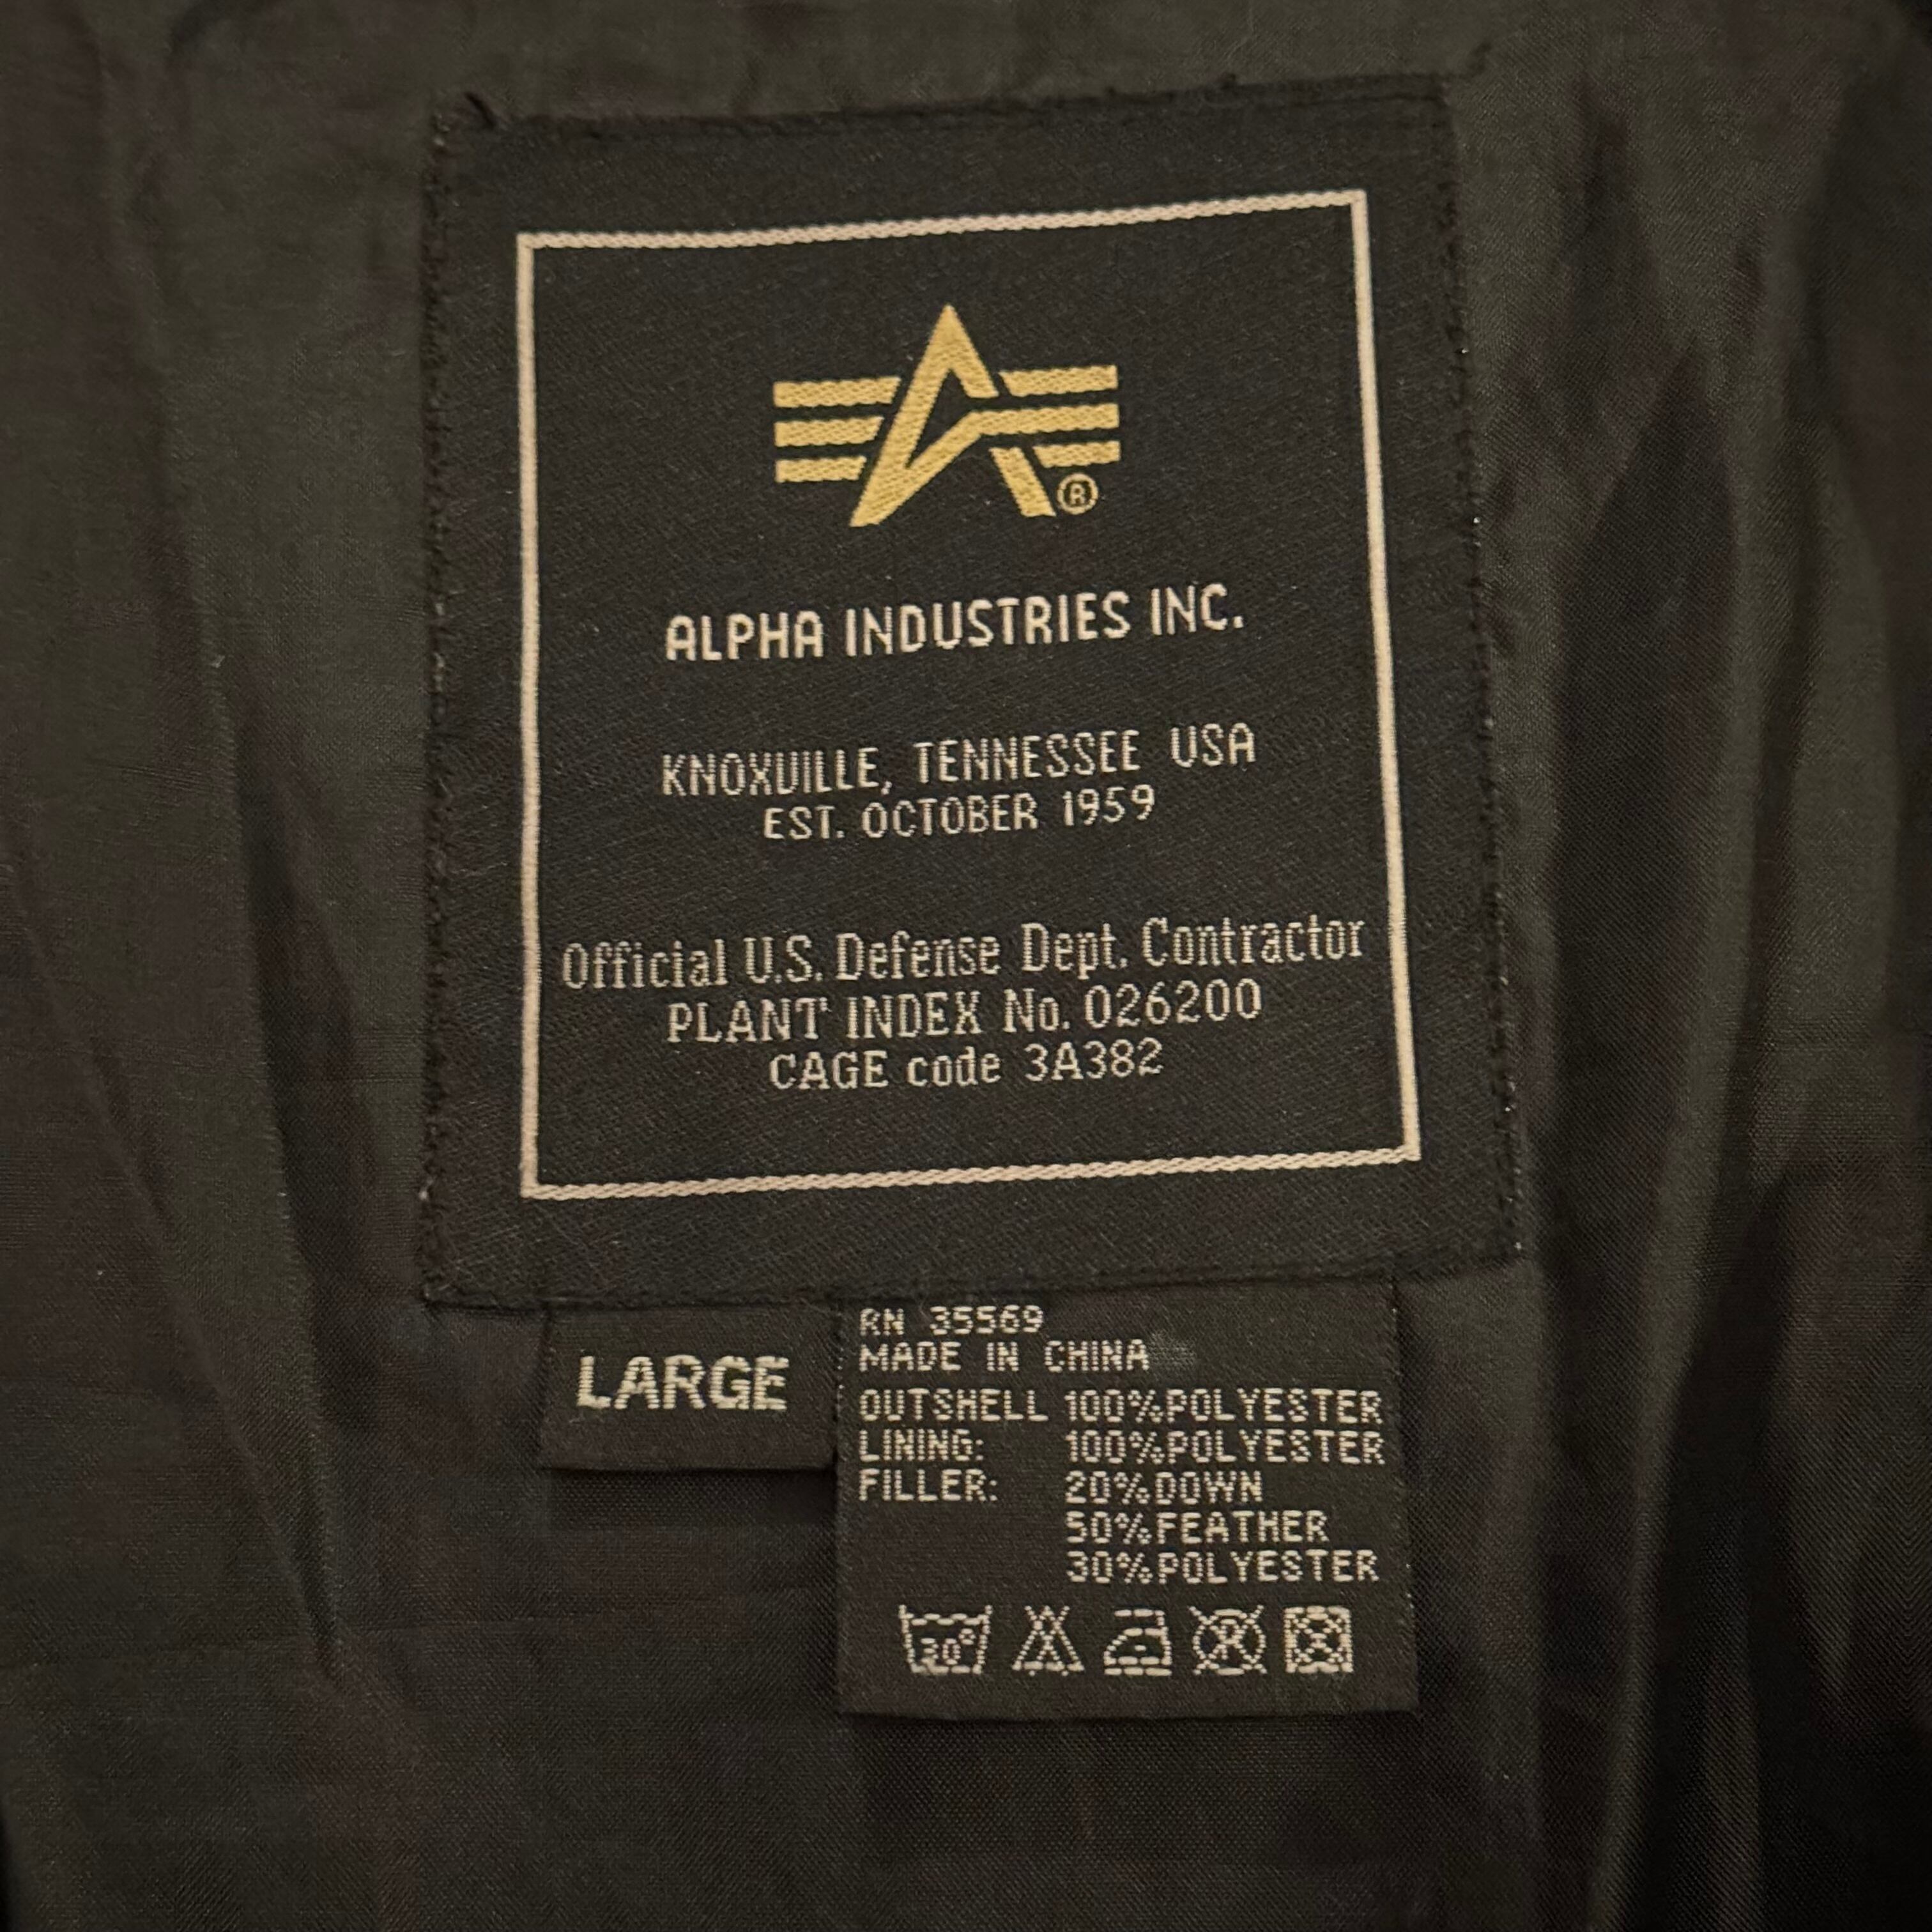 ALPHA INDUSTRIES INC.
KNOXVILLE, TENNESSEE USA
EST. OCTOBER 1959
Official U.S. Defense Dept. Contractor
PLANT INDEX No. 026200
CAGE code 3A382
LARGE
RN 35569
MADE IN CHINA
OUTSHELL 100%POLYESTER
LINING: 100%POLYESTER
FILLER: 20%DOWN
50%FEATHER
30%POLYESTER
30°